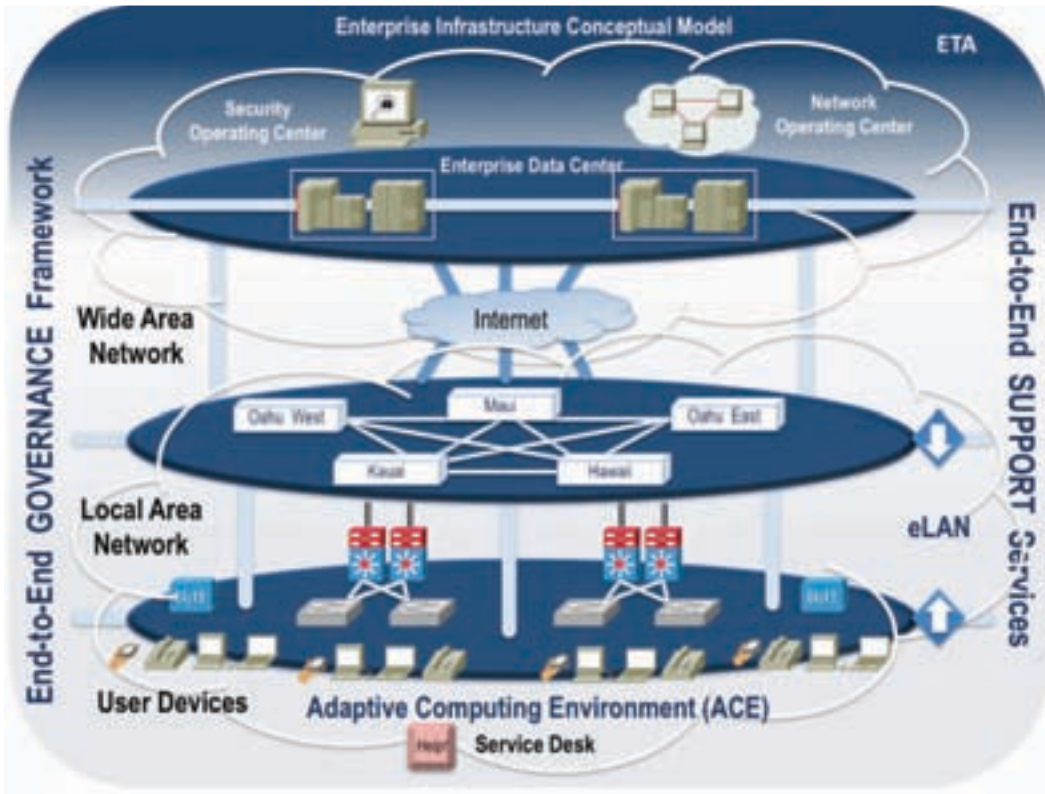 Enterprise Infrastructure Conceptual Model
ETA
Security
Operating Center
Network
Operating Center
Enterprise Data Center
End-to-End GOVERNANCE Framework
End-to-End SUPPORT Services
Wide Area
Network
Internet
Oahu West
Maui
Oahu East
Kauai
Hawaii
Local Area
Network
eLAN
User Devices
Adaptive Computing Environment (ACE)
Help!
Service Desk